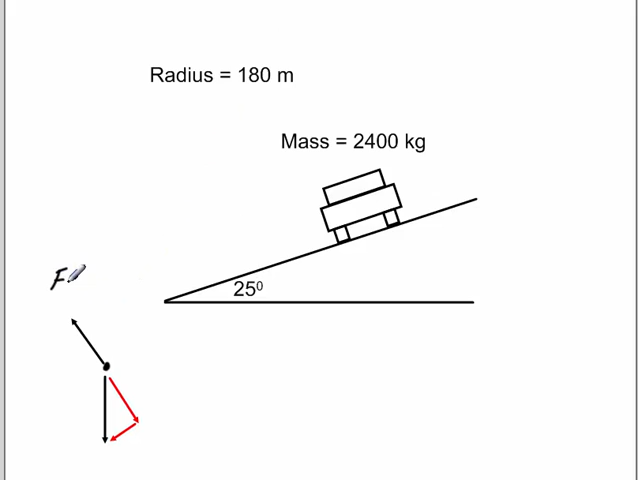 Radius = 180 m
Mass = 2400 kg
25⁰
F